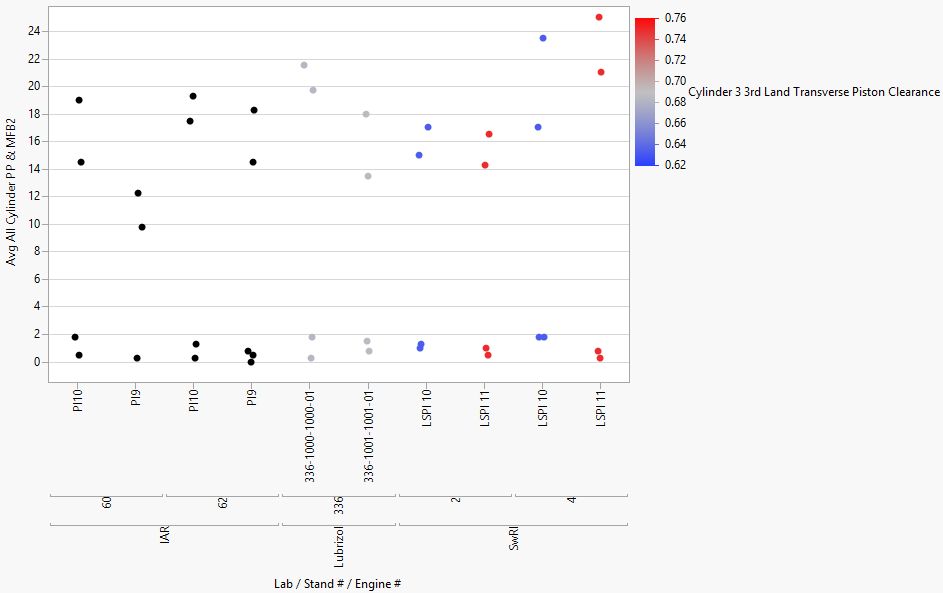 24
22
20
18
16
14
12
10
8
6
4
2
0
Avg All Cylinder PP & MFB2
PI10
PI9
PI10
PI9
336-1000-1000-01
336-1001-1001-01
LSPI 10
LSPI 11
LSPI 10
LSPI 11
60
62
336
2
4
IAR
Lubrizol
SwRI
Lab / Stand # / Engine #
0.76
0.74
0.72
0.70
0.68
0.66
0.64
0.62
Cylinder 3 3rd Land Transverse Piston Clearance